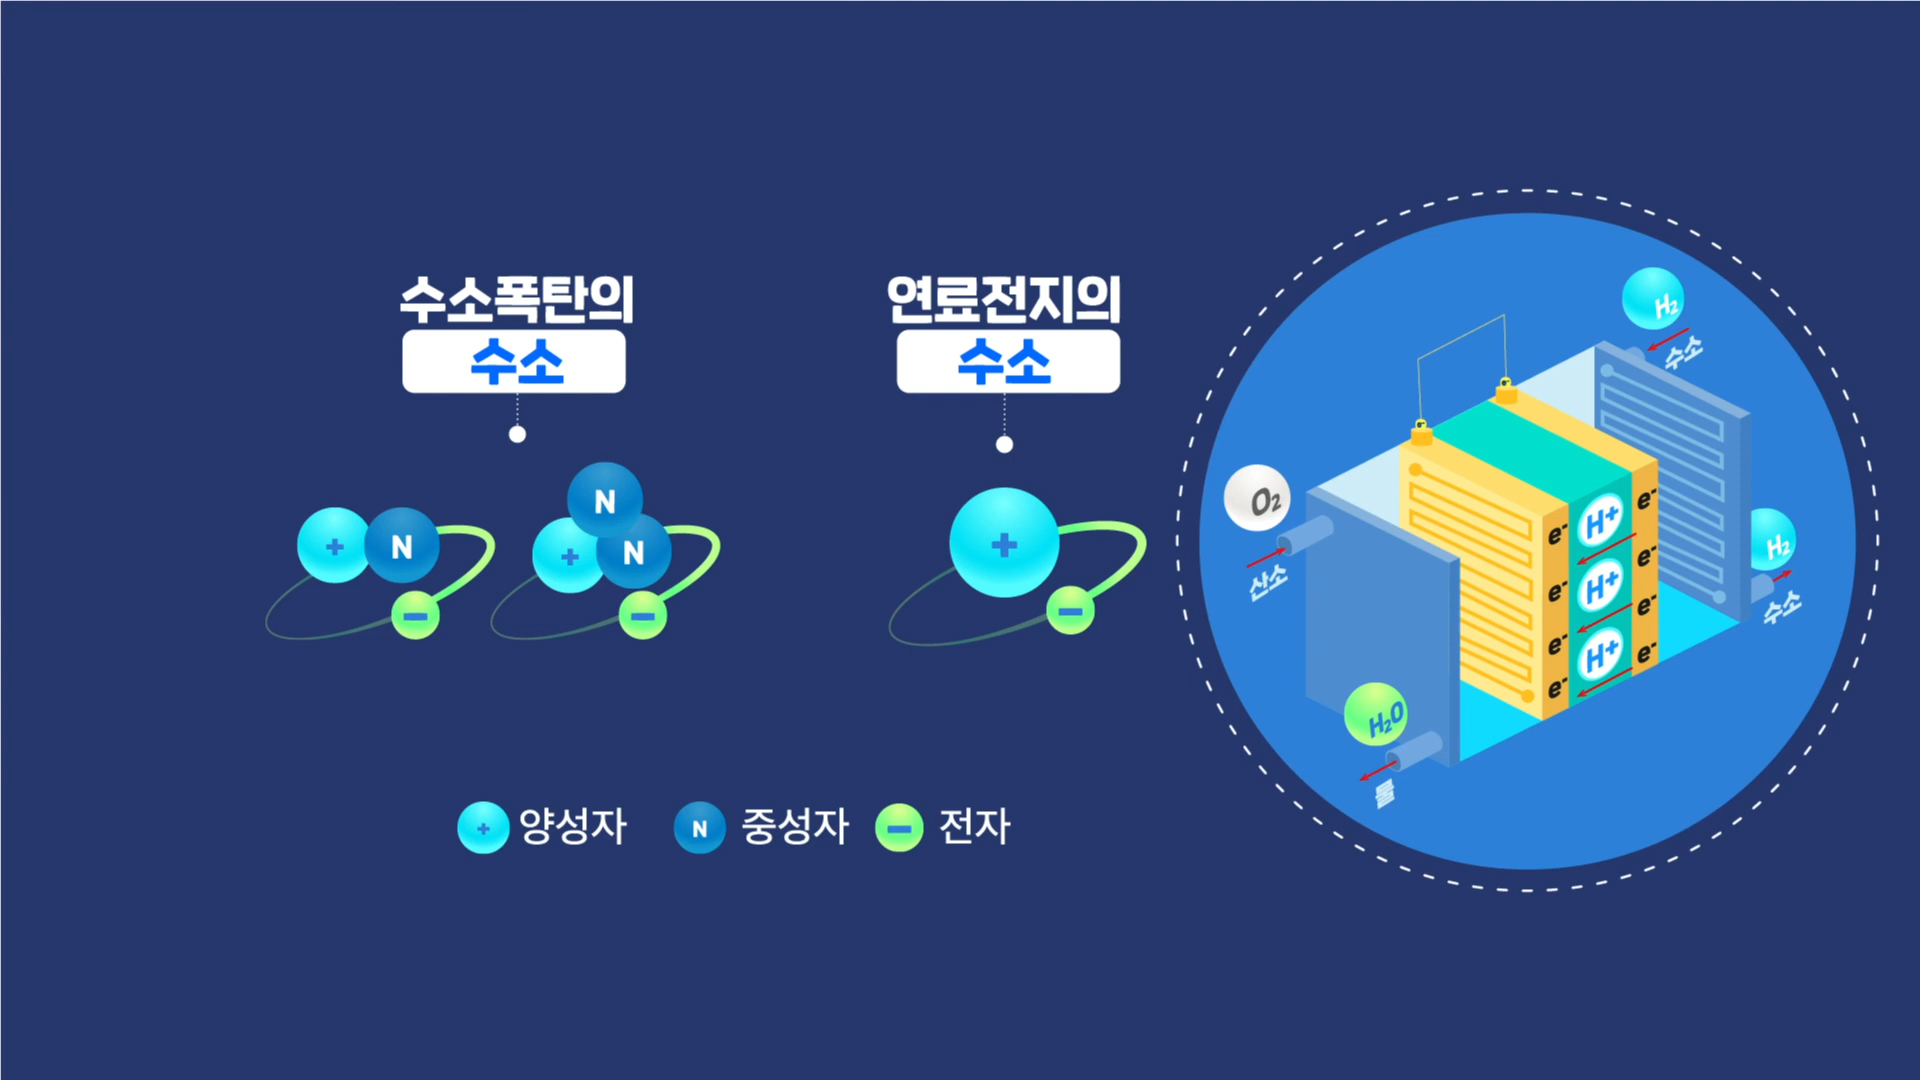 수소폭탄의
수소
N
N
N
+
+
-
-
연료전지의
수소
+
-
+ 양성자
N 중성자
- 전자
H₂
수소
O₂
산소
H₂
수소
H₂O
물
e⁻
e⁻
e⁻
e⁻
H+
H+
H+
e⁻
e⁻
e⁻
e⁻
e⁻
e⁻